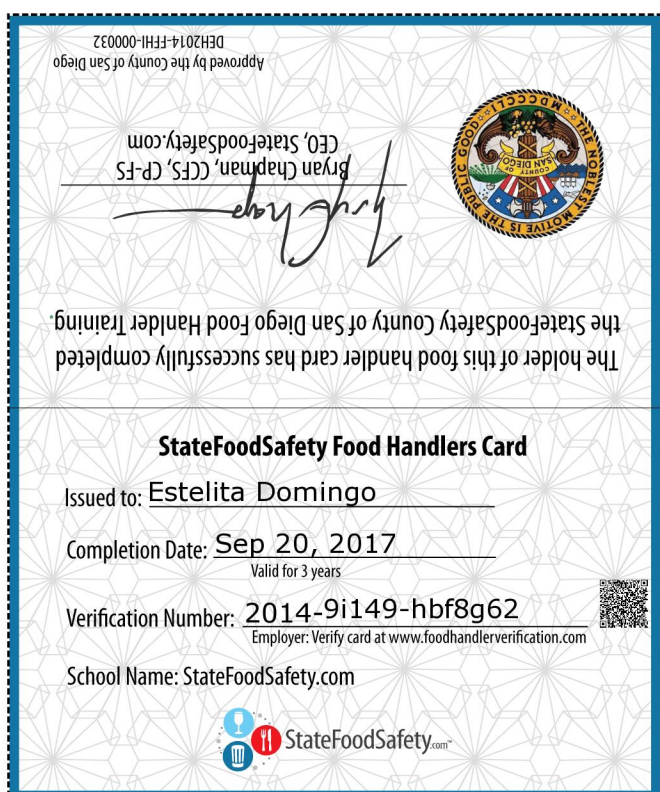 Approved by the County of San Diego
DEH2014-FFHI-000032
Bryan Chapman, CCFS, CP-FS
CEO, StateFoodSafety.com
THE NOBLEST MOTIVE IS THE PUBLIC GOOD
MDCCCLI
COUNTY OF
SAN DIEGO
The holder of this food handler card has successfully completed
the StateFoodSafety County of San Diego Food Hanlder Training
StateFoodSafety Food Handlers Card
Issued to: Estelita Domingo
Completion Date: Sep 20, 2017
Valid for 3 years
Verification Number: 2014-9i149-hbf8g62
Employer: Verify card at www.foodhandlerverification.com
School Name: StateFoodSafety.com
StateFoodSafety.com™